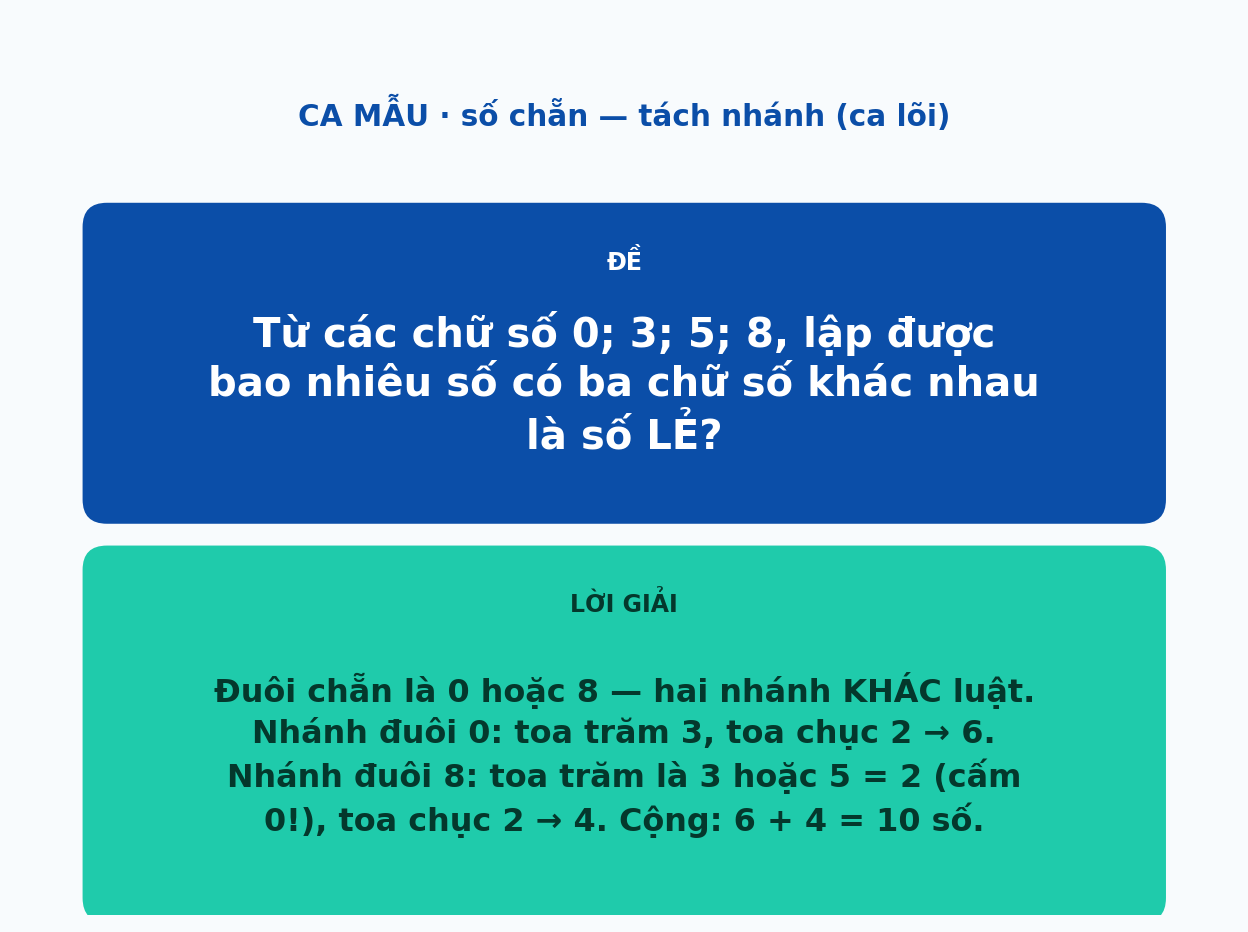 CA MẪU · số chẵn — tách nhánh (ca lõi)
ĐỀ
Từ các chữ số 0; 3; 5; 8, lập được
bao nhiêu số có ba chữ số khác nhau
là số LẺ?
LỜI GIẢI
Đuôi chẵn là 0 hoặc 8 — hai nhánh KHÁC luật.
Nhánh đuôi 0: toa trăm 3, toa chục 2 → 6.
Nhánh đuôi 8: toa trăm là 3 hoặc 5 = 2 (cấm
0!), toa chục 2 → 4. Cộng: 6 + 4 = 10 số.